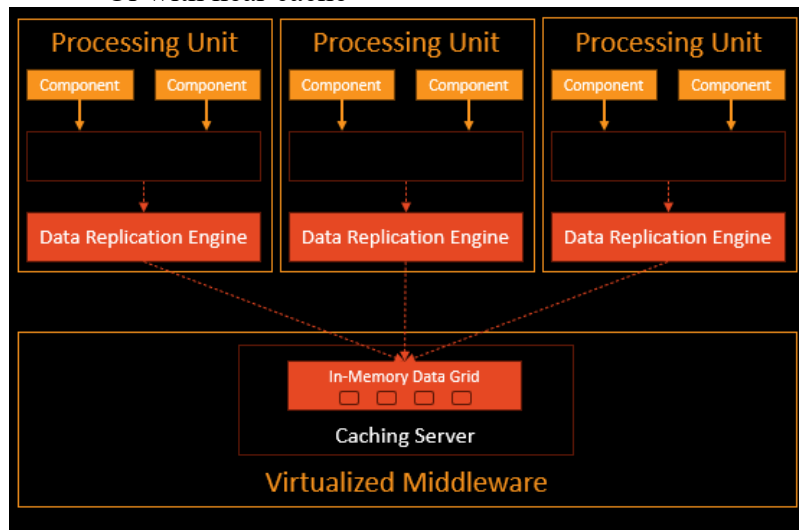 Processing Unit
Component Component
Data Replication Engine
Processing Unit
Component Component
Data Replication Engine
Processing Unit
Component Component
Data Replication Engine
In-Memory Data Grid
Caching Server
Virtualized Middleware